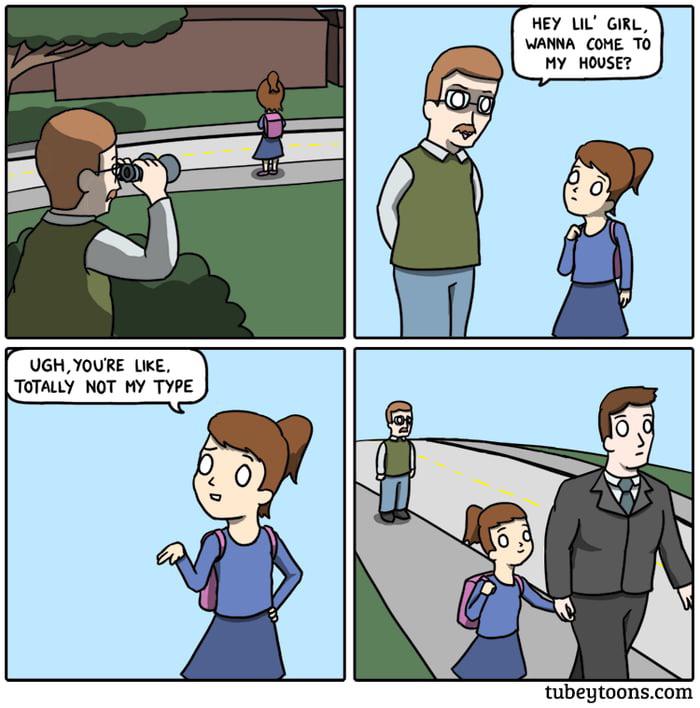 HEY LIL' GIRL,
WANNA COME TO
MY HOUSE?
UGH, YOU'RE LIKE,
TOTALLY NOT MY TYPE
tubeytoons.com